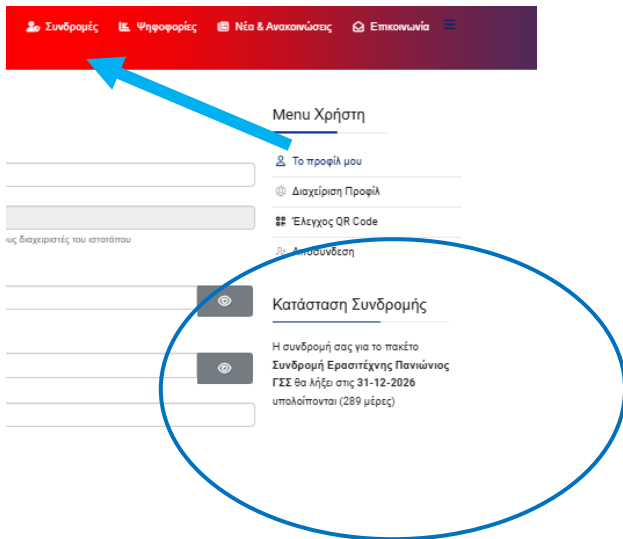 Συνδρομές Ψηφοφορίες Νέα & Ανακοινώσεις Επικοινωνία
Menu Χρήστη
Το προφίλ μου
Διαχείριση Προφίλ
Έλεγχος QR Code
υς διαχειριστές του ιστοτόπου
Αποσύνδεση
Κατάσταση Συνδρομής
Η συνδρομή σας για το πακέτο
Συνδρομή Ερασιτέχνης Πανιώνιος
ΓΣΣ θα λήξει στις 31-12-2026
υπολοίπονται (289 μέρες)